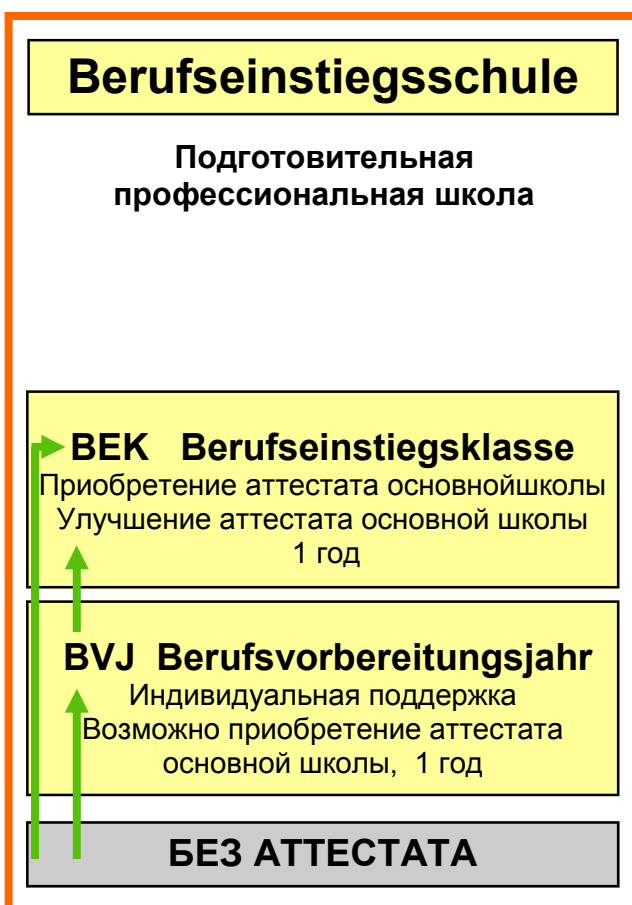 Berufseinstiegsschule
Подготовительная
профессиональная школа
BEK Berufseinstiegsklasse
Приобретение аттестата основнойшколы
Улучшение аттестата основной школы
1 год
BVJ Berufsvorbereitungsjahr
Индивидуальная поддержка
Возможно приобретение аттестата
основной школы, 1 год
БЕЗ АТТЕСТАТА